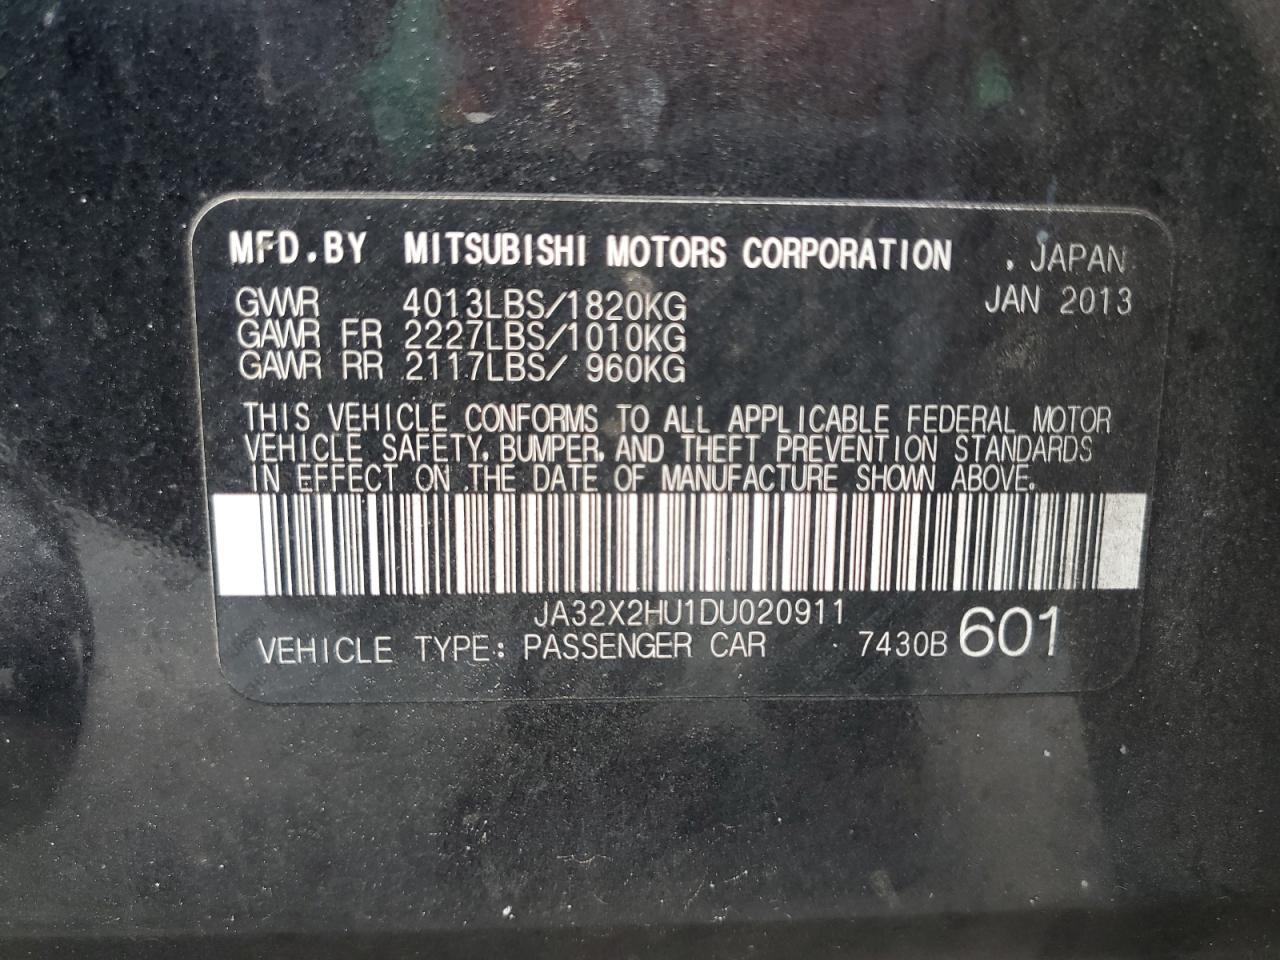 MFD.BY MITSUBISHI MOTORS CORPORATION . JAPAN
GVWR 4013LBS/1820KG JAN 2013
GAWR FR 2227LBS/1010KG
GAWR RR 2117LBS/ 960KG
THIS VEHICLE CONFORMS TO ALL APPLICABLE FEDERAL MOTOR
VEHICLE SAFETY, BUMPER, AND THEFT PREVENTION STANDARDS
IN EFFECT ON THE DATE OF MANUFACTURE SHOWN ABOVE.
JA32X2HU1DU020911
VEHICLE TYPE: PASSENGER CAR 7430B 601